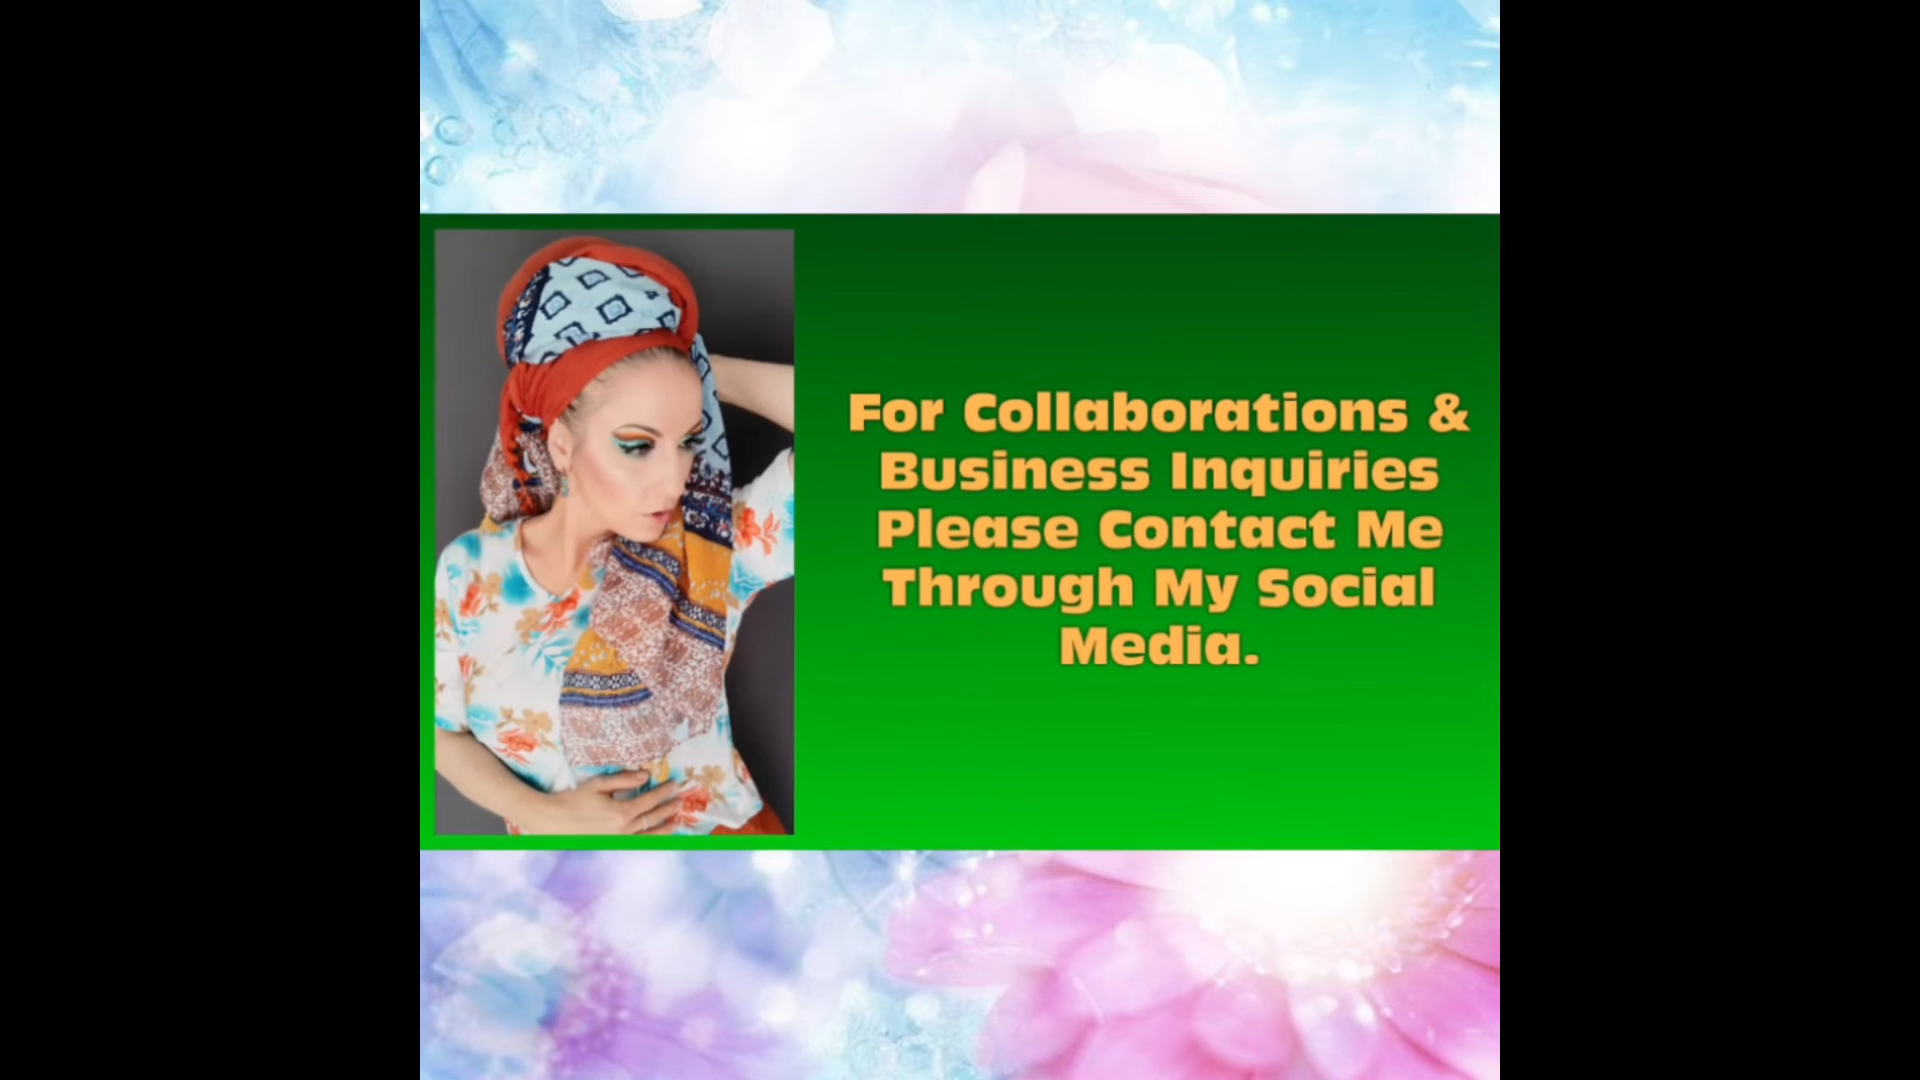 For Collaborations &
Business Inquiries
Please Contact Me
Through My Social
Media.